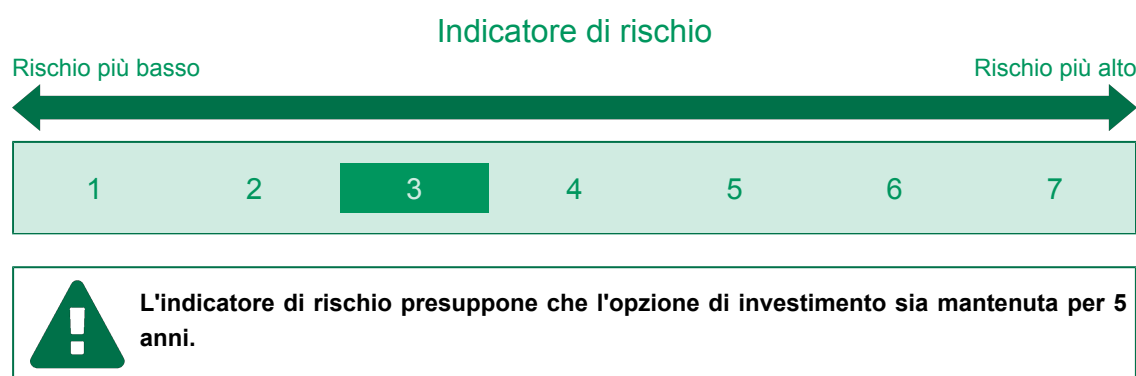 Indicatore di rischio
Rischio più basso Rischio più alto
1 2 3 4 5 6 7
L'indicatore di rischio presuppone che l'opzione di investimento sia mantenuta per 5
anni.